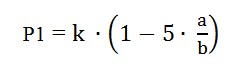 P1 = k · (1 − 5 · a/b)